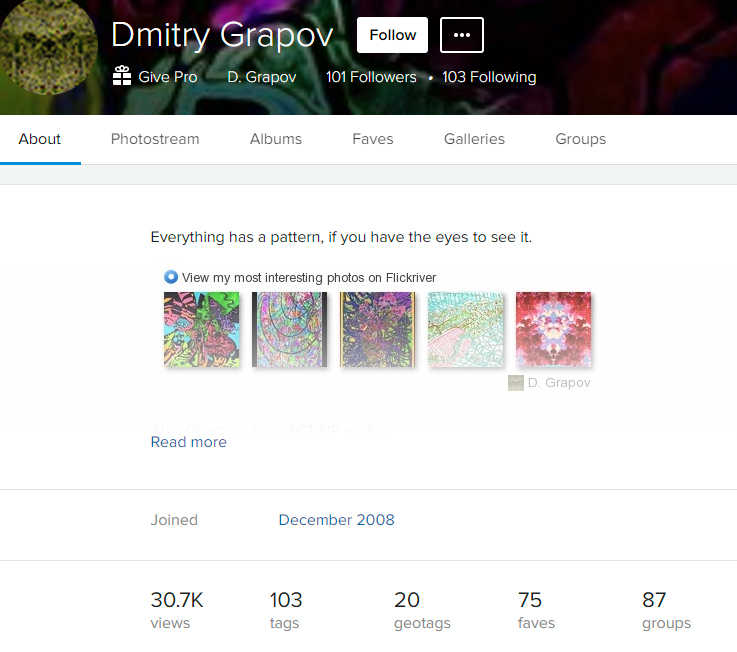 Dmitry Grapov
Follow
Give Pro D. Grapov 101 Followers • 103 Following
About Photostream Albums Faves Galleries Groups
Everything has a pattern, if you have the eyes to see it.
View my most interesting photos on Flickriver
D. Grapov
Read more
Joined December 2008
30.7K 103 20 75 87
views tags geotags faves groups